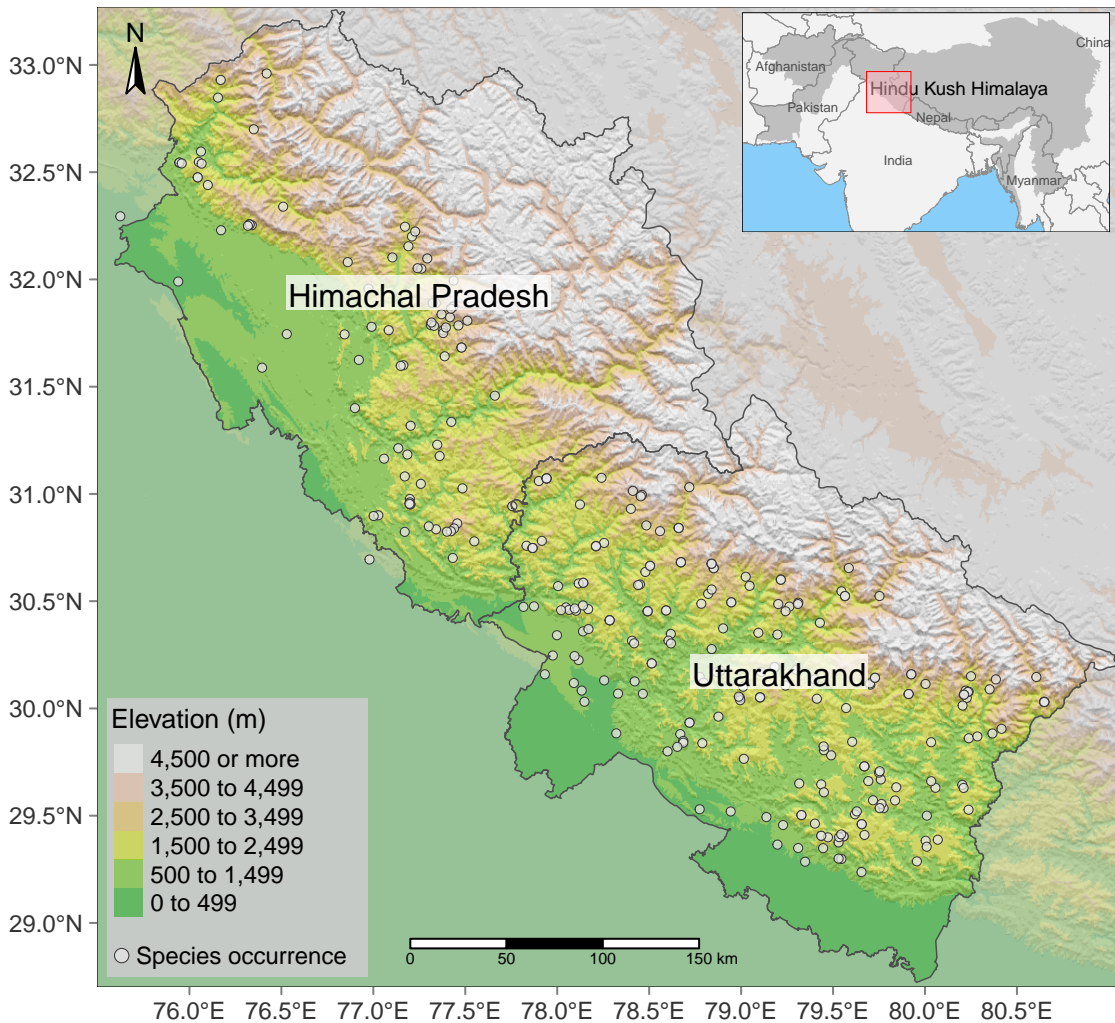 N
33.0°N
32.5°N
32.0°N
31.5°N
31.0°N
30.5°N
30.0°N
29.5°N
29.0°N
China
Afghanistan
Hindu Kush Himalaya
Pakistan
Nepal
India
Myanmar
Himachal Pradesh
Uttarakhand
Elevation (m)
4,500 or more
3,500 to 4,499
2,500 to 3,499
1,500 to 2,499
500 to 1,499
0 to 499
Species occurrence
0 50 100 150 km
76.0°E 76.5°E 77.0°E 77.5°E 78.0°E 78.5°E 79.0°E 79.5°E 80.0°E 80.5°E